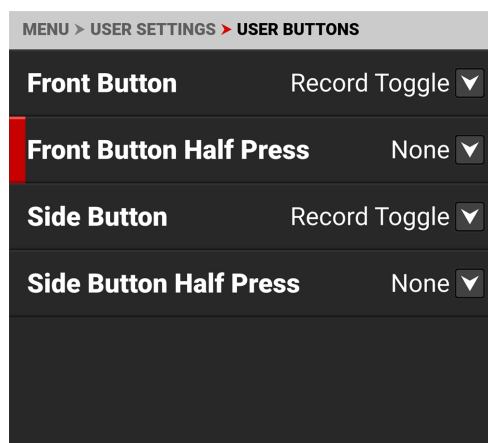 MENU > USER SETTINGS > USER BUTTONS
Front Button Record Toggle
Front Button Half Press None
Side Button Record Toggle
Side Button Half Press None